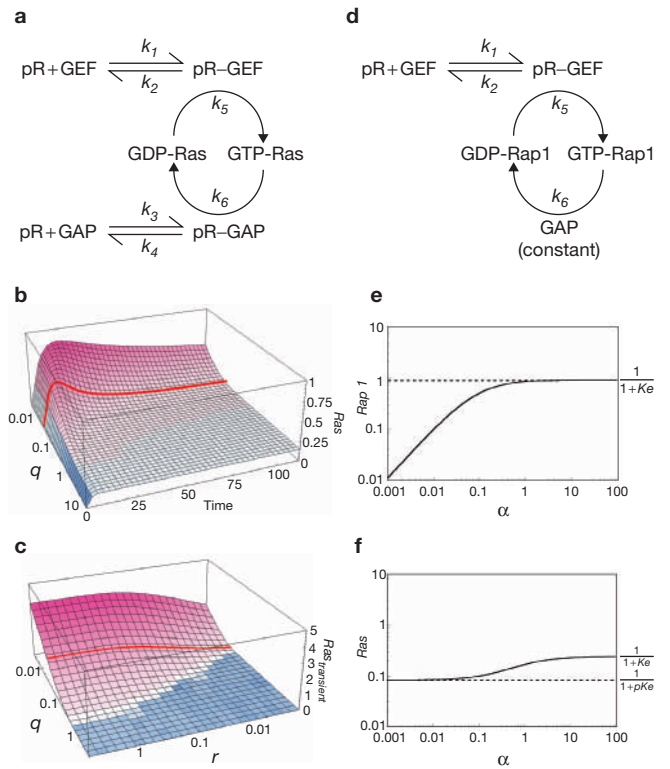 a
pR+GEF k1 k2 pR–GEF
k5
GDP-Ras GTP-Ras
k6
pR+GAP k3 k4 pR–GAP
d
pR+GEF k1 k2 pR–GEF
k5
GDP-Rap1 GTP-Rap1
k6
GAP
(constant)
b
0.01
0.1
1
10
q
0
25
50
75
100
Time
1
0.75
0.5
0.25
0
Ras
e
10
1
0.1
0.01
Rap 1
0.001 0.01 0.1 1 10 100
α
1
1+Ke
c
0.01
0.1
1
q
1
0.1
0.01
r
5
4
3
2
1
0
Ras transient
f
10
1
0.1
0.01
Ras
0.001 0.01 0.1 1 10 100
α
1
1+Ke
1
1+pKe